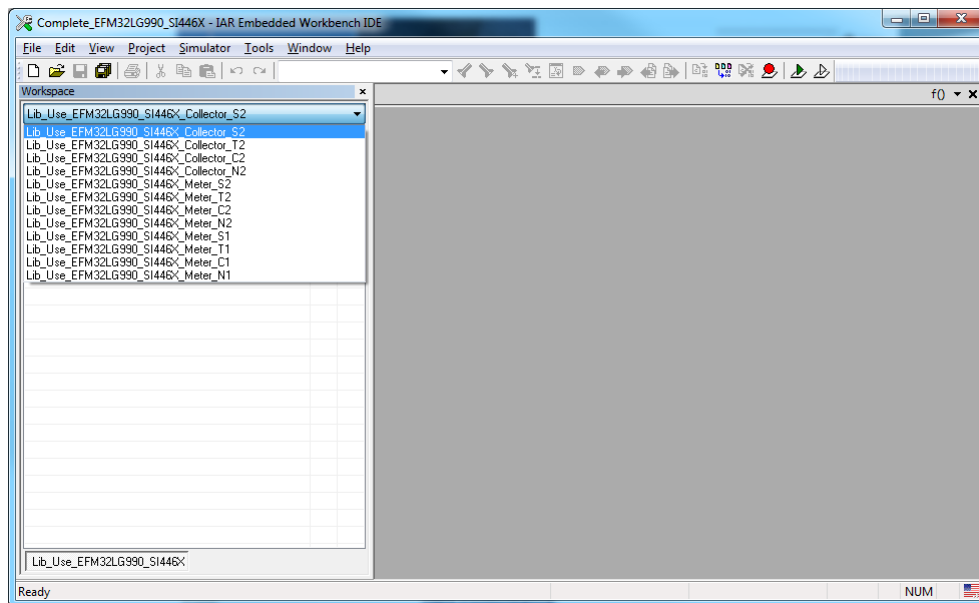 Complete_EFM32LG990_SI446X - IAR Embedded Workbench IDE
File Edit View Project Simulator Tools Window Help
Workspace
f()
Lib_Use_EFM32LG990_SI446X_Collector_S2
Lib_Use_EFM32LG990_SI446X_Collector_S2
Lib_Use_EFM32LG990_SI446X_Collector_T2
Lib_Use_EFM32LG990_SI446X_Collector_C2
Lib_Use_EFM32LG990_SI446X_Collector_N2
Lib_Use_EFM32LG990_SI446X_Meter_S2
Lib_Use_EFM32LG990_SI446X_Meter_T2
Lib_Use_EFM32LG990_SI446X_Meter_C2
Lib_Use_EFM32LG990_SI446X_Meter_N2
Lib_Use_EFM32LG990_SI446X_Meter_S1
Lib_Use_EFM32LG990_SI446X_Meter_T1
Lib_Use_EFM32LG990_SI446X_Meter_C1
Lib_Use_EFM32LG990_SI446X_Meter_N1
Lib_Use_EFM32LG990_SI446X
Ready NUM